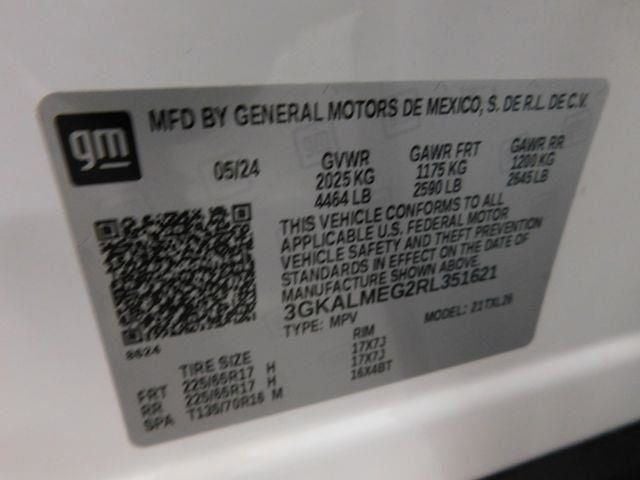 gm
MFD BY GENERAL MOTORS DE MEXICO, S. DE R.L. DE C.V.
05/24
GVWR
2025 KG
4464 LB
GAWR FRT
1175 KG
2590 LB
GAWR RR
1200 KG
2645 LB
THIS VEHICLE CONFORMS TO ALL
APPLICABLE U.S. FEDERAL MOTOR
VEHICLE SAFETY AND THEFT PREVENTION
STANDARDS IN EFFECT ON THE DATE OF
MANUFACTURE SHOWN ABOVE.
3GKALMEG2RL351621
TYPE: MPV
MODEL: 21TXL26
8624
TIRE SIZE
RIM
FRT 225/65R17 H 17X7J
RR 225/65R17 H 17X7J
SPA T135/70R16 M 16X4BT